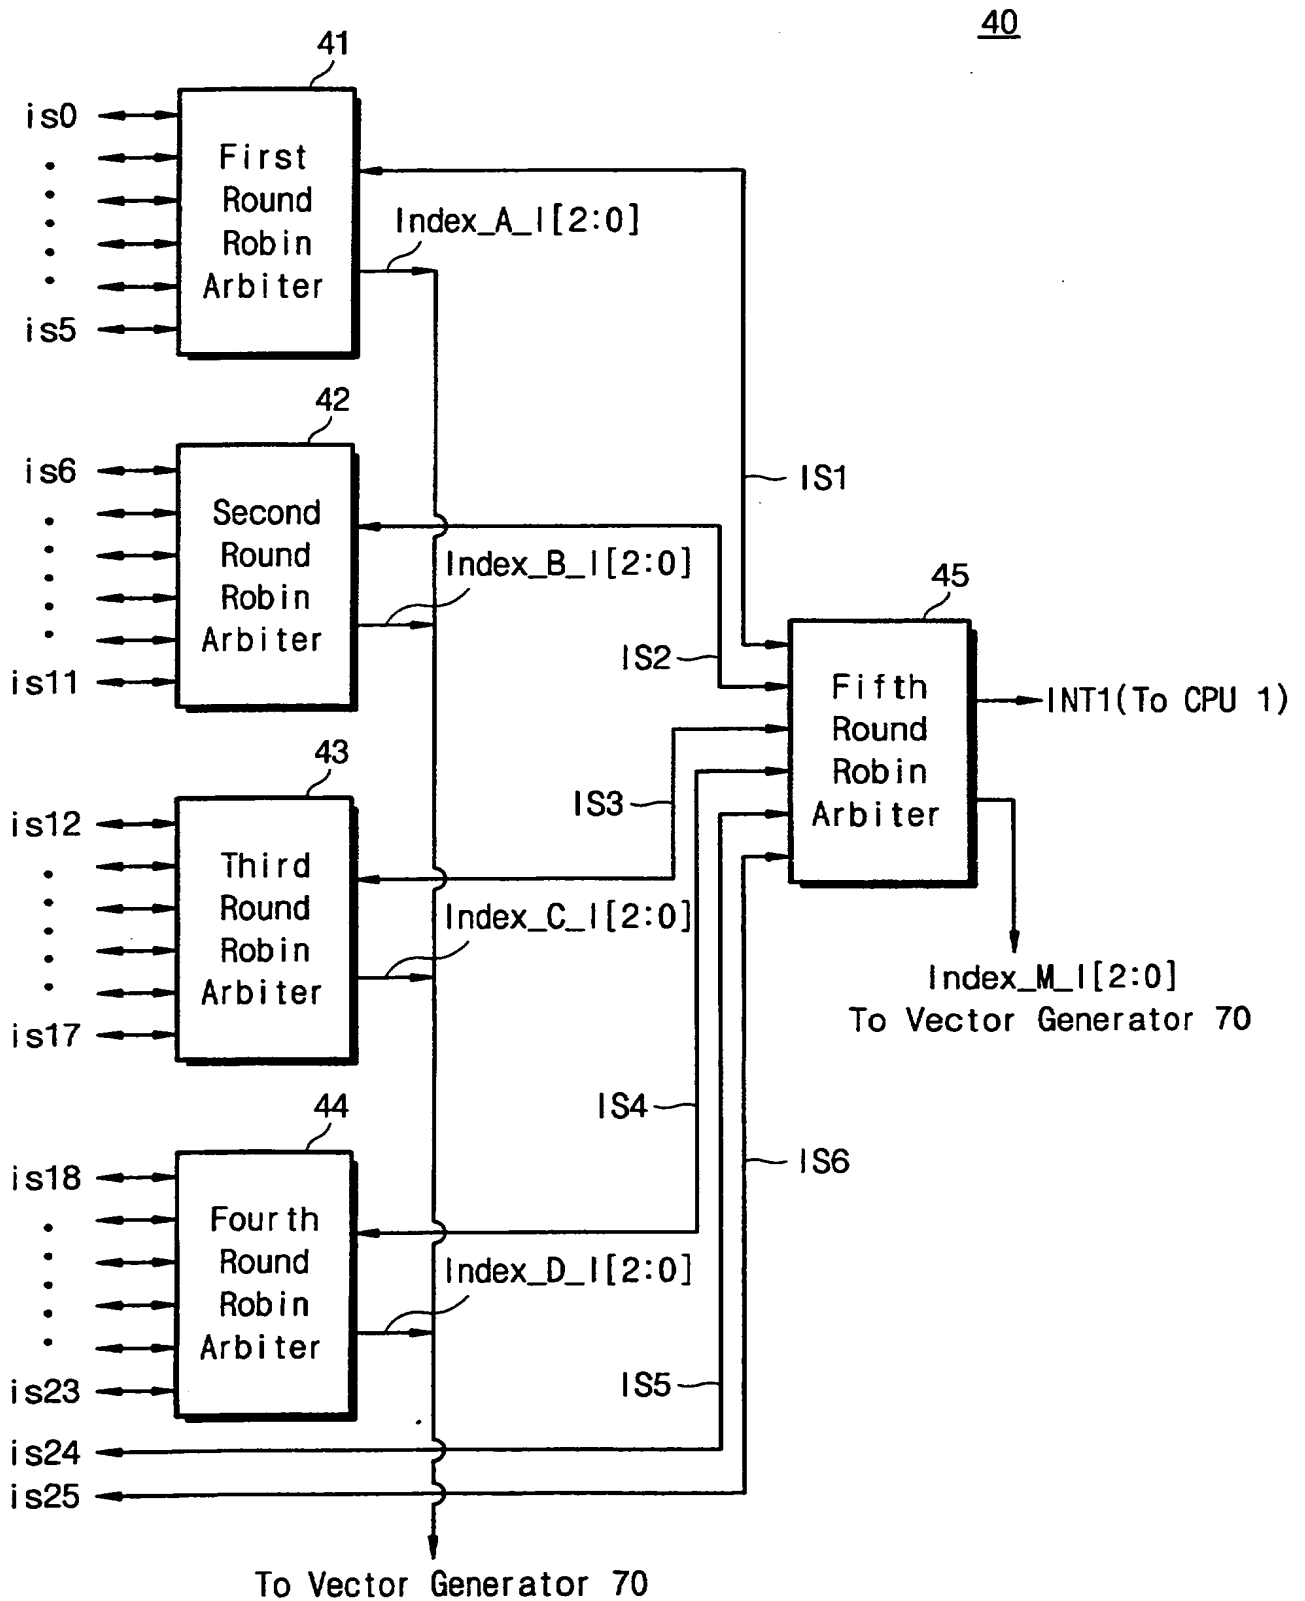 40
41
is0
First
Round
Robin
Arbiter
is5
Index_A_I[2:0]
42
is6
Second
Round
Robin
Arbiter
is11
Index_B_I[2:0]
IS1
IS2
45
Fifth
Round
Robin
Arbiter
INT1(To CPU 1)
43
is12
Third
Round
Robin
Arbiter
is17
IS3
Index_C_I[2:0]
Index_M_I[2:0]
To Vector Generator 70
IS4
IS6
44
is18
Fourth
Round
Robin
Arbiter
is23
Index_D_I[2:0]
IS5
is24
is25
To Vector Generator 70